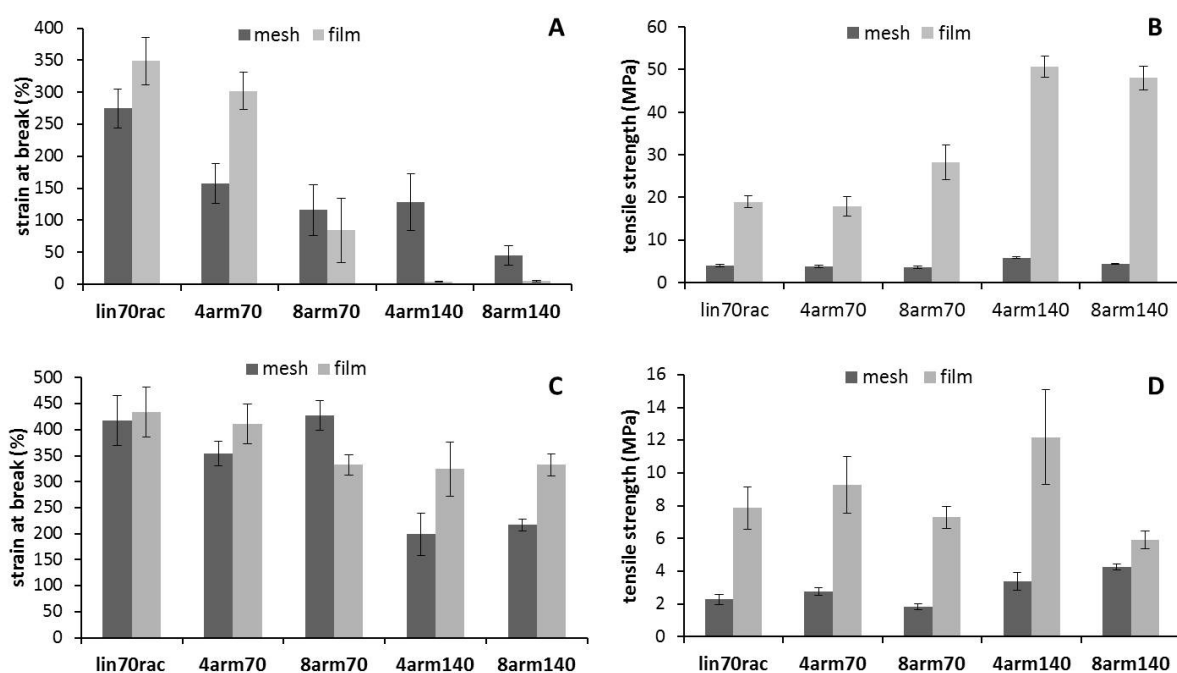 A
mesh film
strain at break (%)
400
350
300
250
200
150
100
50
0
lin70rac 4arm70 8arm70 4arm140 8arm140
B
mesh film
tensile strength (MPa)
60
50
40
30
20
10
0
lin70rac 4arm70 8arm70 4arm140 8arm140
C
mesh film
strain at break (%)
500
450
400
350
300
250
200
150
100
50
0
lin70rac 4arm70 8arm70 4arm140 8arm140
D
mesh film
tensile strength (MPa)
16
14
12
10
8
6
4
2
0
lin70rac 4arm70 8arm70 4arm140 8arm140